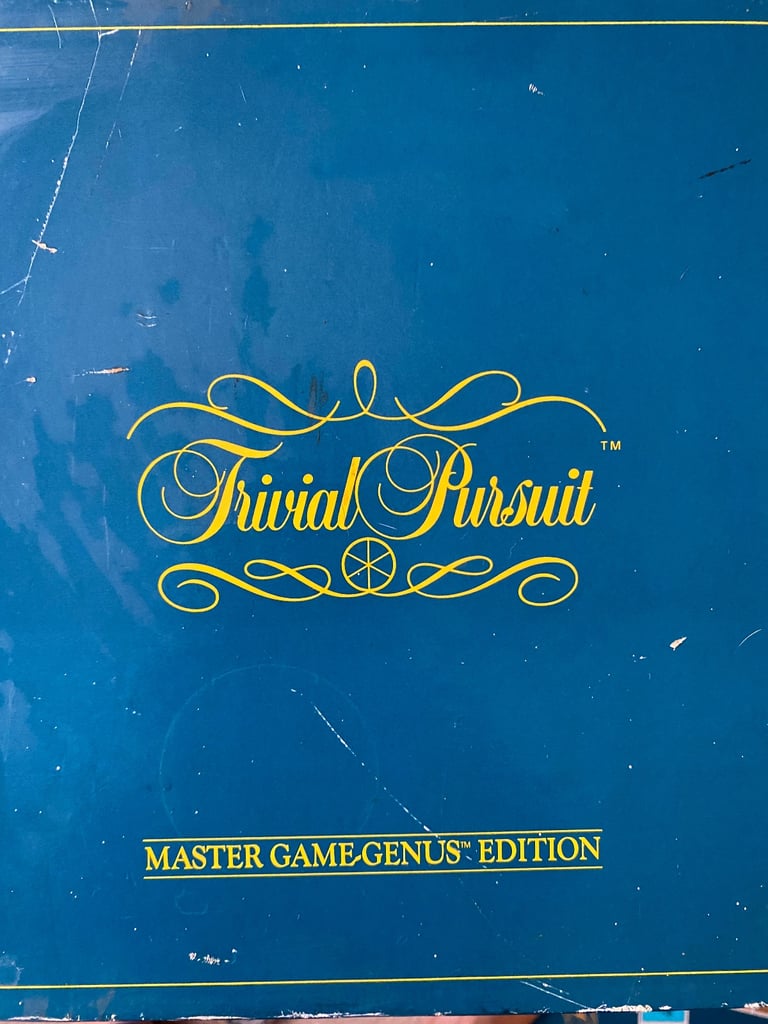 Trivial Pursuit™
MASTER GAME-GENUS™ EDITION